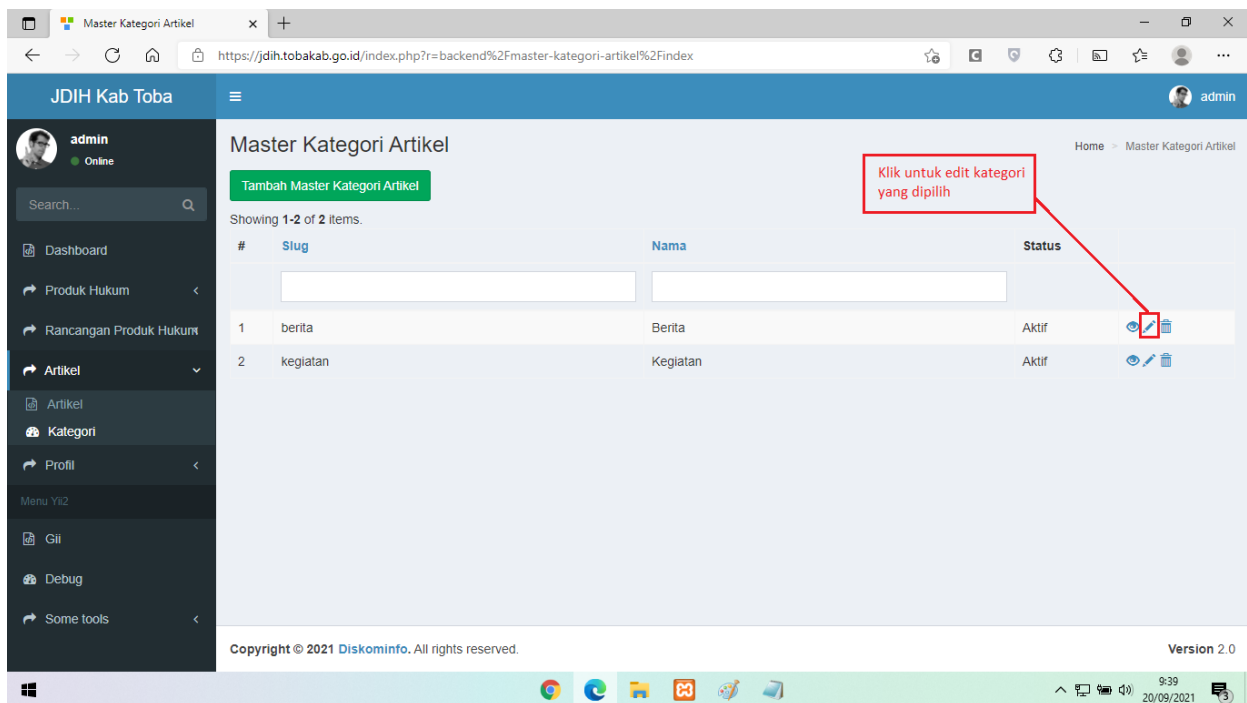 Master Kategori Artikel
https://jdih.tobakab.go.id/index.php?r=backend%2Fmaster-kategori-artikel%2Findex
JDIH Kab Toba
admin
admin
Online
Search...
Dashboard
Produk Hukum
Rancangan Produk Hukum
Artikel
Artikel
Kategori
Profil
Menu Yii2
Gii
Debug
Some tools
Master Kategori Artikel
Home > Master Kategori Artikel
Tambah Master Kategori Artikel
Klik untuk edit kategori
yang dipilih
Showing 1-2 of 2 items.
# Slug Nama Status
1 berita Berita Aktif
2 kegiatan Kegiatan Aktif
Copyright © 2021 Diskominfo. All rights reserved.
Version 2.0
9:39
20/09/2021
3